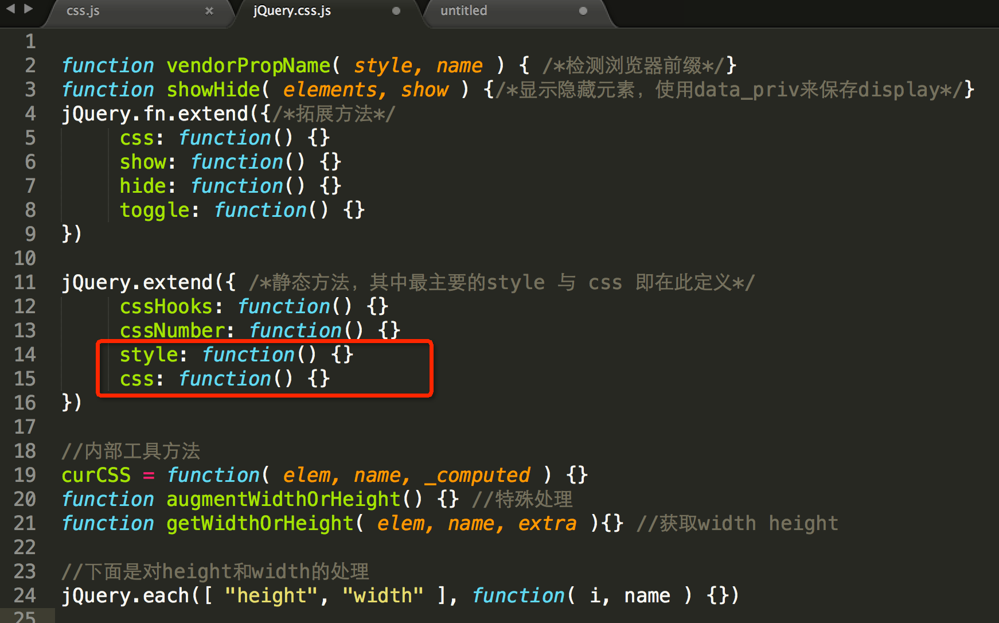 css.js × jQuery.css.js untitled
1
2 function vendorPropName( style, name ) { /*检测浏览器前缀*/}
3 function showHide( elements, show ) {/*显示隐藏元素，使用data_priv来保存display*/}
4 jQuery.fn.extend({/*拓展方法*/
5 css: function() {}
6 show: function() {}
7 hide: function() {}
8 toggle: function() {}
9 })
10
11 jQuery.extend({ /*静态方法，其中最主要的style 与 css 即在此定义*/
12 cssHooks: function() {}
13 cssNumber: function() {}
14 style: function() {}
15 css: function() {}
16 })
17
18 //内部工具方法
19 curCSS = function( elem, name, _computed ) {}
20 function augmentWidthOrHeight() {} //特殊处理
21 function getWidthOrHeight( elem, name, extra ){} //获取width height
22
23 //下面是对height和width的处理
24 jQuery.each([ "height", "width" ], function( i, name ) {})
25